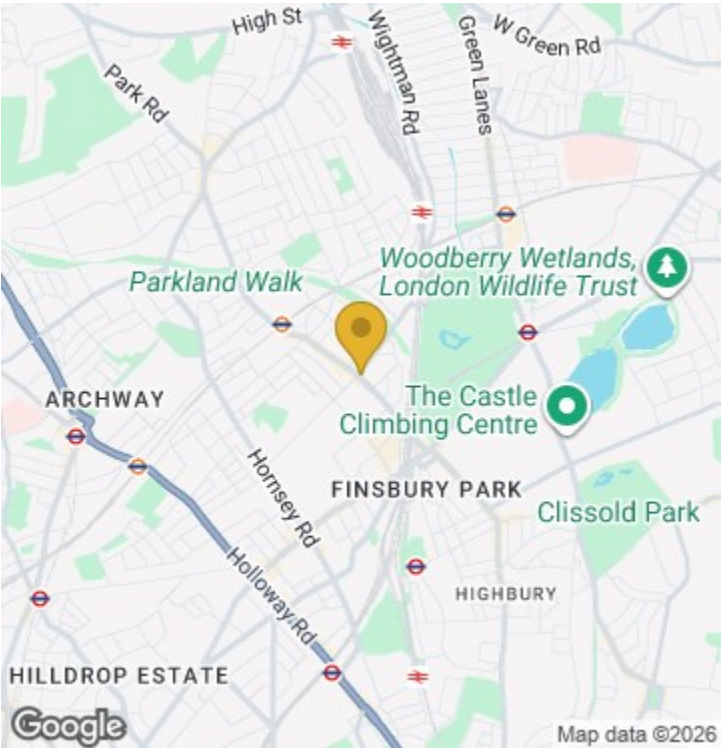 High St
Wightman Rd
Green Lanes
W Green Rd
Park Rd
Parkland Walk
Woodberry Wetlands,
London Wildlife Trust
ARCHWAY
The Castle
Climbing Centre
Hornsey Rd
FINSBURY PARK
Clissold Park
Holloway Rd
HIGHBURY
HILLDROP ESTATE
Google
Map data ©2026